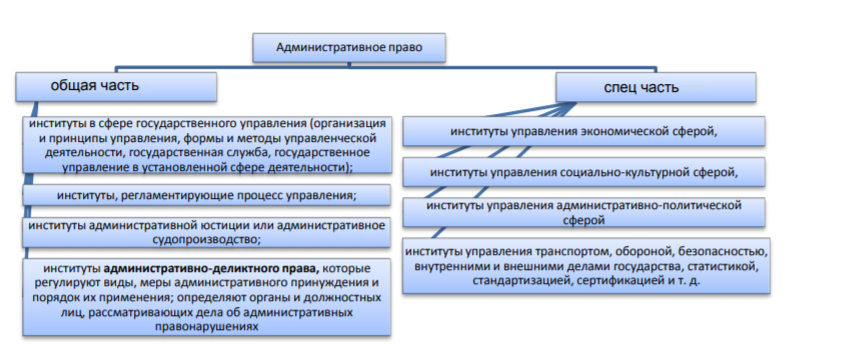 Административное право
общая часть
спец часть
институты в сфере государственного управления (организация
и принципы управления, формы и методы управленческой
деятельности, государственная служба, государственное
управление в установленной сфере деятельности);
институты, регламентирующие процесс управления;
институты административной юстиции или административное
судопроизводство;
институты административно-деликтного права, которые
регулируют виды, меры административного принуждения и
порядок их применения; определяют органы и должностных
лиц, рассматривающих дела об административных
правонарушениях
институты управления экономической сферой,
институты управления социально-культурной сферой,
институты управления административно-политической
сферой
институты управления транспортом, обороной, безопасностью,
внутренними и внешними делами государства, статистикой,
стандартизацией, сертификацией и т. д.